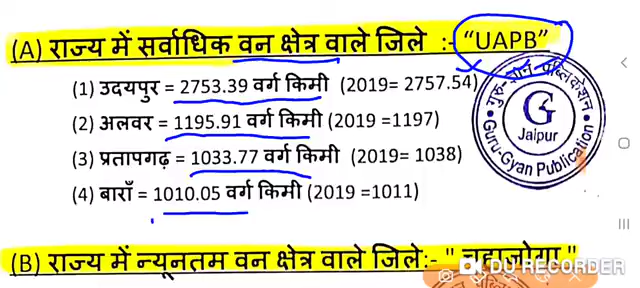 (A) राज्य में सर्वाधिक वन क्षेत्र वाले जिले :- “UAPB”
(1) उदयपुर = 2753.39 वर्ग किमी (2019= 2757.54)
(2) अलवर = 1195.91 वर्ग किमी (2019 =1197)
(3) प्रतापगढ़ = 1033.77 वर्ग किमी (2019= 1038)
(4) बाराँ = 1010.05 वर्ग किमी (2019 =1011)
गुरु-ज्ञान पब्लिकेशन
G
Jaipur
Guru-Gyan Publication
(B) राज्य में न्यूनतम वन क्षेत्र वाले जिले:- "
DU RECORDER